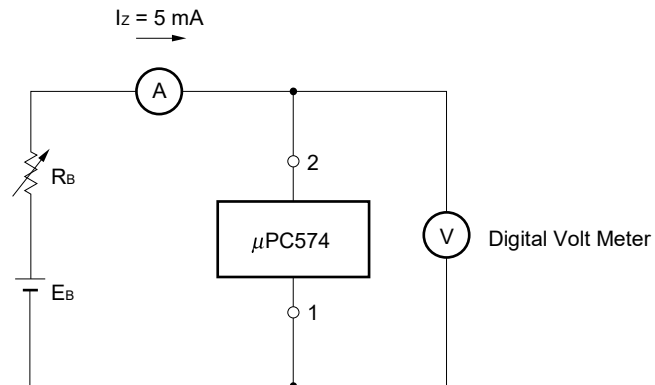 IZ = 5 mA
A
2
RB
μPC574
V
Digital Volt Meter
EB
1